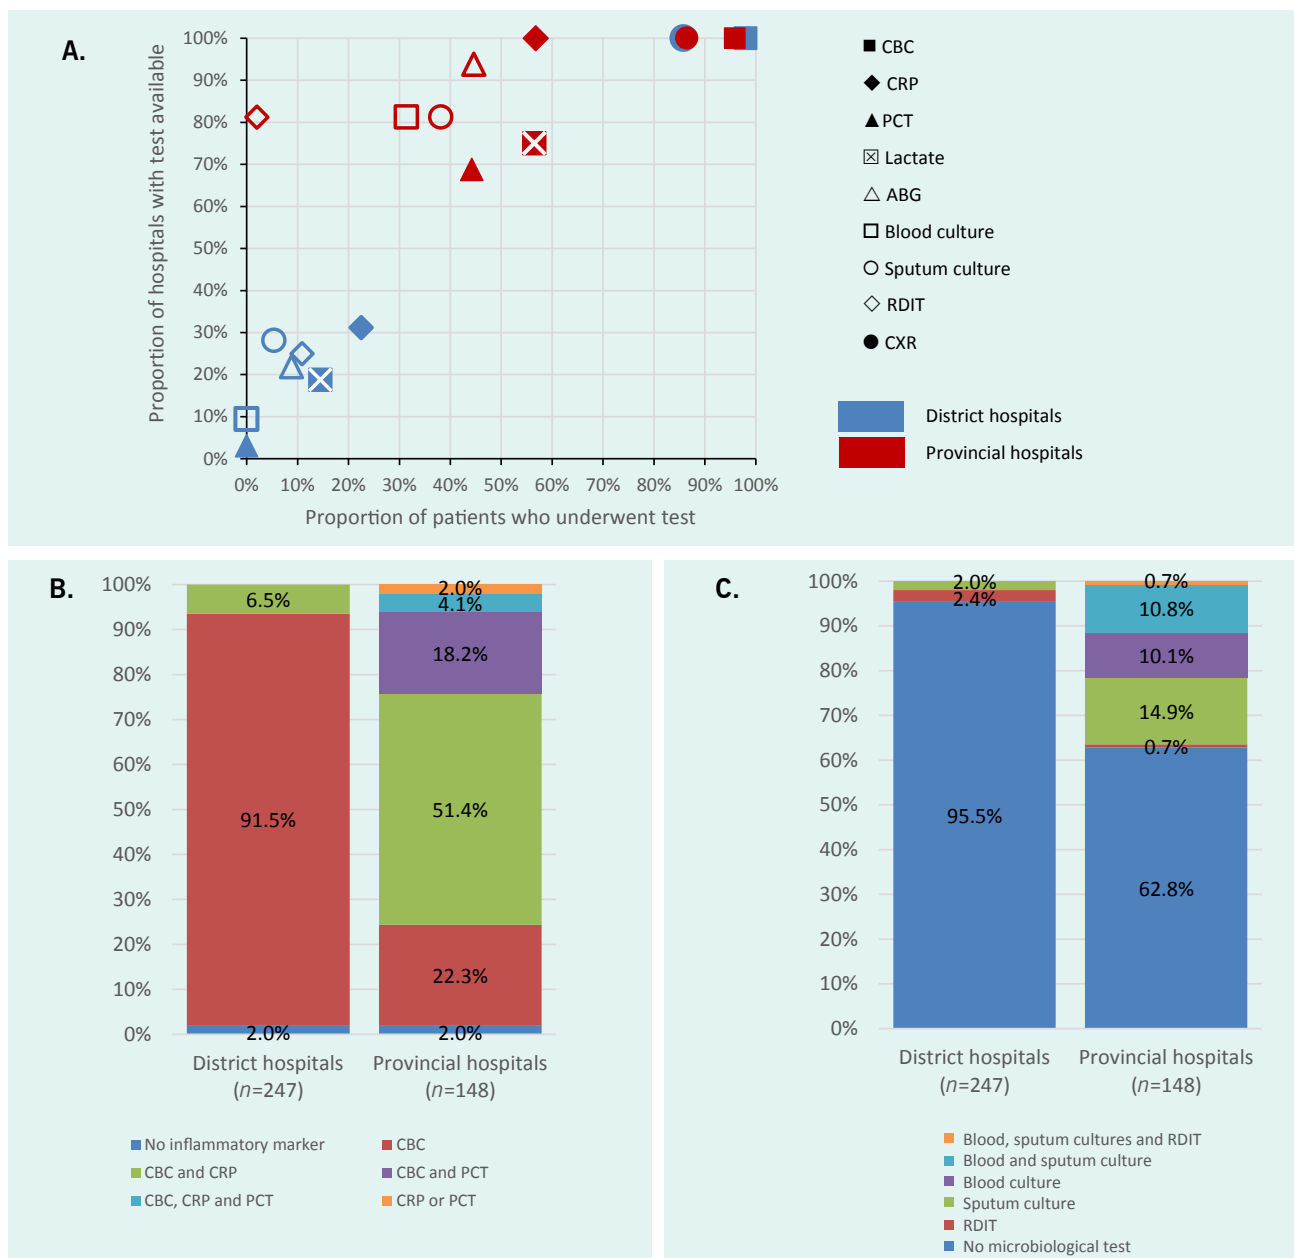 A.
Proportion of hospitals with test available
100%
90%
80%
70%
60%
50%
40%
30%
20%
10%
0%
0% 10% 20% 30% 40% 50% 60% 70% 80% 90% 100%
Proportion of patients who underwent test
CBC
CRP
PCT
Lactate
ABG
Blood culture
Sputum culture
RDIT
CXR
District hospitals
Provincial hospitals
B.
100%
90%
80%
70%
60%
50%
40%
30%
20%
10%
0%
6.5%
91.5%
2.0%
2.0%
4.1%
18.2%
51.4%
22.3%
2.0%
District hospitals Provincial hospitals
(n=247) (n=148)
No inflammatory marker CBC
CBC and CRP CBC and PCT
CBC, CRP and PCT CRP or PCT
C.
100%
90%
80%
70%
60%
50%
40%
30%
20%
10%
0%
2.0%
2.4%
95.5%
0.7%
10.8%
10.1%
14.9%
0.7%
62.8%
District hospitals Provincial hospitals
(n=247) (n=148)
Blood, sputum cultures and RDIT
Blood and sputum culture
Blood culture
Sputum culture
RDIT
No microbiological test